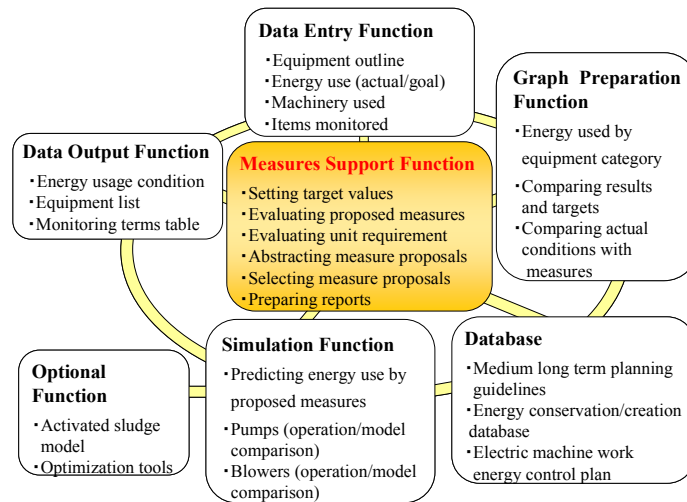 Data Entry Function
・Equipment outline
・Energy use (actual/goal)
・Machinery used
・Items monitored
Graph Preparation
Function
・Energy used by
equipment category
・Comparing results
and targets
・Comparing actual
conditions with
measures
Data Output Function
・Energy usage condition
・Equipment list
・Monitoring terms table
Measures Support Function
・Setting target values
・Evaluating proposed measures
・Evaluating unit requirement
・Abstracting measure proposals
・Selecting measure proposals
・Preparing reports
Optional
Function
・Activated sludge
model
・Optimization tools
Simulation Function
・Predicting energy use by
proposed measures
・Pumps (operation/model
comparison)
・Blowers (operation/model
comparison)
Database
・Medium long term planning
guidelines
・Energy conservation/creation
database
・Electric machine work
energy control plan